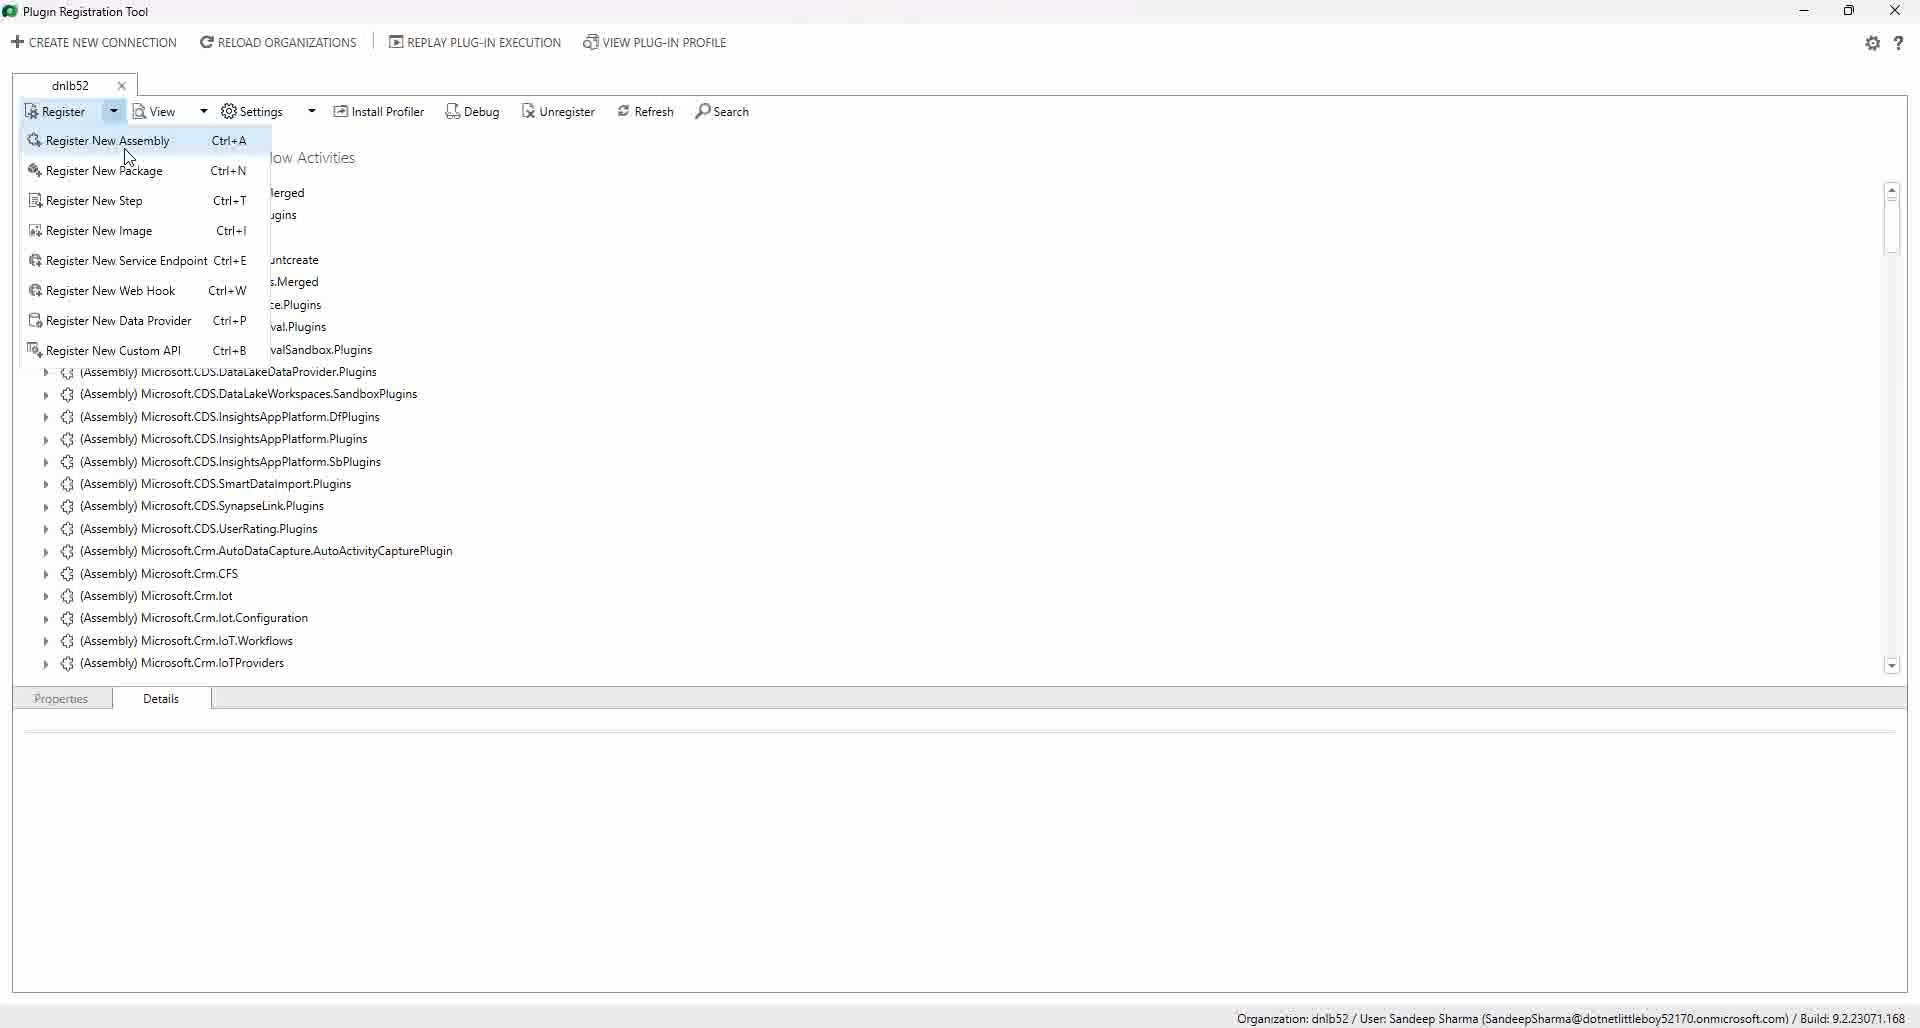 Plugin Registration Tool
CREATE NEW CONNECTION RELOAD ORGANIZATIONS REPLAY PLUG-IN EXECUTION VIEW PLUG-IN PROFILE
dnlb52
Register View Settings Install Profiler Debug Unregister Refresh Search
Register New Assembly Ctrl+A
low Activities
Register New Package Ctrl+N
Merged
Register New Step Ctrl+T
ugins
Register New Image Ctrl+I
Register New Service Endpoint Ctrl+E
untcreate
s.Merged
Register New Web Hook Ctrl+W
ce.Plugins
Register New Data Provider Ctrl+P
val.Plugins
Register New Custom API Ctrl+B
valSandbox.Plugins
(Assembly) Microsoft.CDS.DataLakeDataProvider.Plugins
(Assembly) Microsoft.CDS.DataLakeWorkspaces.SandboxPlugins
(Assembly) Microsoft.CDS.InsightsAppPlatform.DfPlugins
(Assembly) Microsoft.CDS.InsightsAppPlatform.Plugins
(Assembly) Microsoft.CDS.InsightsAppPlatform.SbPlugins
(Assembly) Microsoft.CDS.SmartDataImport.Plugins
(Assembly) Microsoft.CDS.SynapseLink.Plugins
(Assembly) Microsoft.CDS.UserRating.Plugins
(Assembly) Microsoft.Crm.AutoDataCapture.AutoActivityCapturePlugin
(Assembly) Microsoft.Crm.CFS
(Assembly) Microsoft.Crm.Iot
(Assembly) Microsoft.Crm.Iot.Configuration
(Assembly) Microsoft.Crm.IoT.Workflows
(Assembly) Microsoft.Crm.IoTProviders
Properties Details
Organization: dnlb52 / User: Sandeep Sharma (SandeepSharma@dotnetlittleboy52170.onmicrosoft.com) / Build: 9.2.23071.168